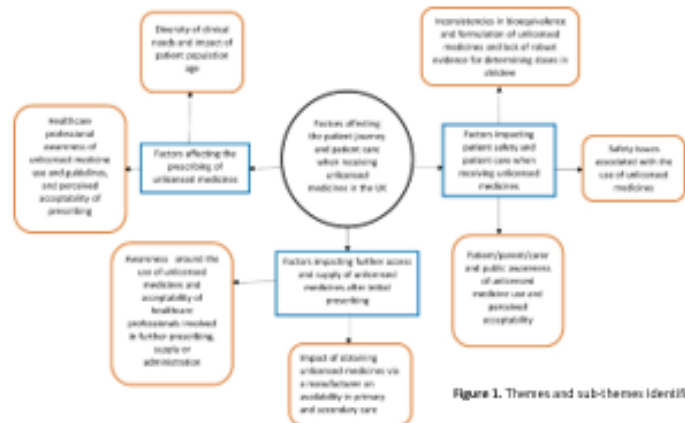 Diversity of clinical
needs and impact of
patient population
age
Inconsistencies in bioequivalence
and formulation of unlicensed
medicines and lack of robust
evidence for determining doses in
children
Healthcare
professional
awareness of
unlicensed medicine
use and guidelines,
and perceived
acceptability of
prescribing
Factors affecting the
prescribing of
unlicensed medicines
Factors affecting
the patient journey
and patient care
when receiving
unlicensed
medicines in the UK
Factors impacting
patient safety and
patient care when
receiving unlicensed
medicines
Safety issues
associated with the
use of unlicensed
medicines
Awareness around the
use of unlicensed
medicines and
acceptability of
healthcare
professionals involved
in further prescribing,
supply or
administration
Factors impacting further access
and supply of unlicensed
medicines after initial
prescribing
Patient/parent/carer
and public awareness
of unlicensed
medicine use and
perceived
acceptability
Impact of obtaining
unlicensed medicines via
a manufacturer on
availability in primary
and secondary care
Figure 1. Themes and sub-themes identifi